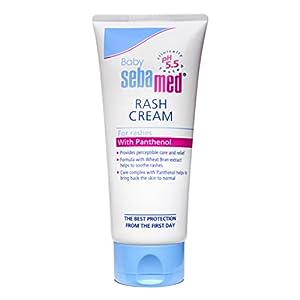 Baby
sebamed®
clinically
pH
5.5
RASH
CREAM
For rashes
With Panthenol
• Provides perceptible care and relief
• Formula with Wheat Bran extract
helps to soothe rashes
• Care complex with Panthenol helps to
bring back the skin to normal
THE BEST PROTECTION
FROM THE FIRST DAY